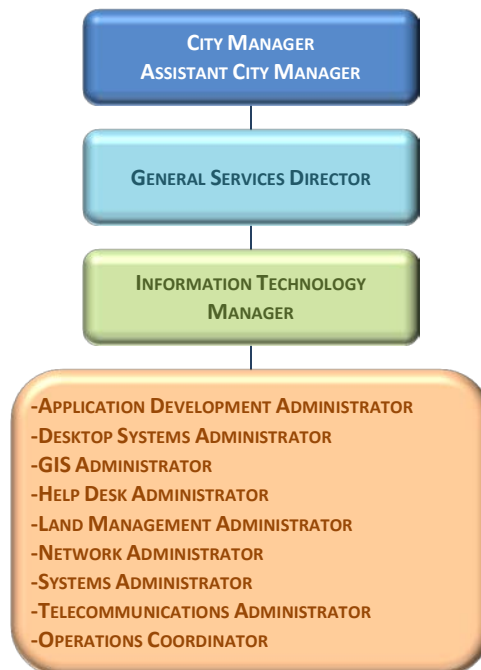 CITY MANAGER
ASSISTANT CITY MANAGER
GENERAL SERVICES DIRECTOR
INFORMATION TECHNOLOGY
MANAGER
-APPLICATION DEVELOPMENT ADMINISTRATOR
-DESKTOP SYSTEMS ADMINISTRATOR
-GIS ADMINISTRATOR
-HELP DESK ADMINISTRATOR
-LAND MANAGEMENT ADMINISTRATOR
-NETWORK ADMINISTRATOR
-SYSTEMS ADMINISTRATOR
-TELECOMMUNICATIONS ADMINISTRATOR
-OPERATIONS COORDINATOR